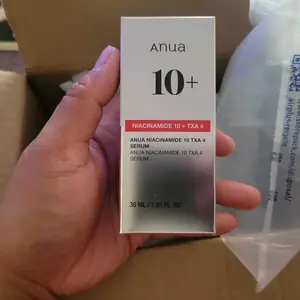 Anua
10+
NIACINAMIDE 10 + TXA 4
ANUA NIACINAMIDE 10 TXA 4
SERUM
ANUA NIACINAMIDE 10 TXA 4
SÉRUM
30 ML / 1.01 FL. OZ